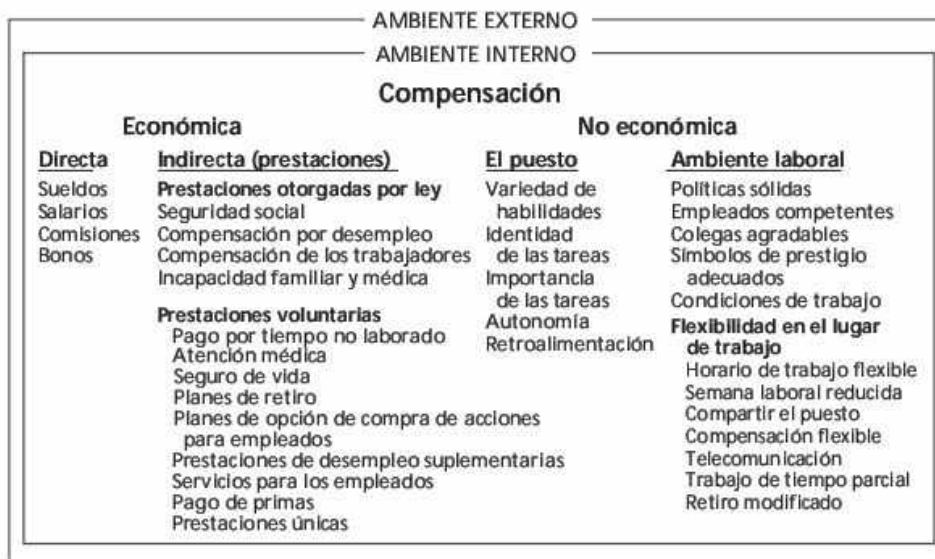 AMBIENTE EXTERNO
AMBIENTE INTERNO
Compensación
Económica
No económica
Directa
Sueldos
Salarios
Comisiones
Bonos
Indirecta (prestaciones)
Prestaciones otorgadas por ley
Seguridad social
Compensación por desempleo
Compensación de los trabajadores
Incapacidad familiar y médica
Prestaciones voluntarias
Pago por tiempo no laborado
Atención médica
Seguro de vida
Planes de retiro
Planes de opción de compra de acciones
para empleados
Prestaciones de desempleo suplementarias
Servicios para los empleados
Pago de primas
Prestaciones únicas
El puesto
Variedad de
habilidades
Identidad
de las tareas
Importancia
de las tareas
Autonomía
Retroalimentación
Ambiente laboral
Políticas sólidas
Empleados competentes
Colegas agradables
Símbolos de prestigio
adecuados
Condiciones de trabajo
Flexibilidad en el lugar
de trabajo
Horario de trabajo flexible
Semana laboral reducida
Compartir el puesto
Compensación flexible
Telecomunicación
Trabajo de tiempo parcial
Retiro modificado